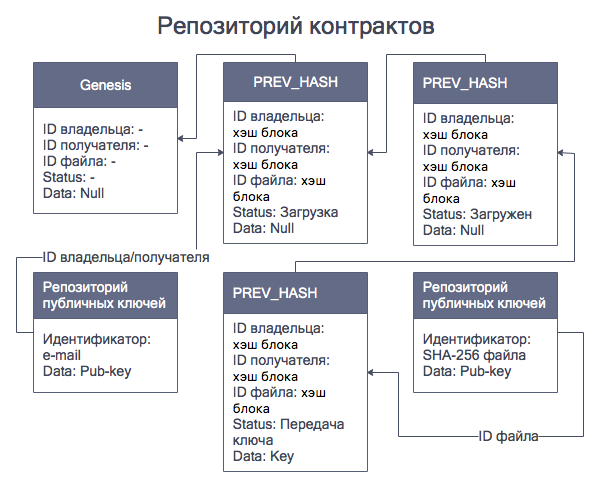 Репозиторий контрактов
Genesis
ID владельца: -
ID получателя: -
ID файла: -
Status: -
Data: Null
PREV_HASH
ID владельца:
хэш блока
ID получателя:
хэш блока
ID файла: хэш
блока
Status: Загрузка
Data: Null
PREV_HASH
ID владельца:
хэш блока
ID получателя:
хэш блока
ID файла: хэш
блока
Status: Загружен
Data: Null
ID владельца/получателя
Репозиторий
публичных ключей
Идентификатор:
e-mail
Data: Pub-key
PREV_HASH
ID владельца:
хэш блока
ID получателя:
хэш блока
ID файла: хэш
блока
Status: Передача
ключа
Data: Key
Репозиторий
публичных ключей
Идентификатор:
SHA-256 файла
Data: Pub-key
ID файла